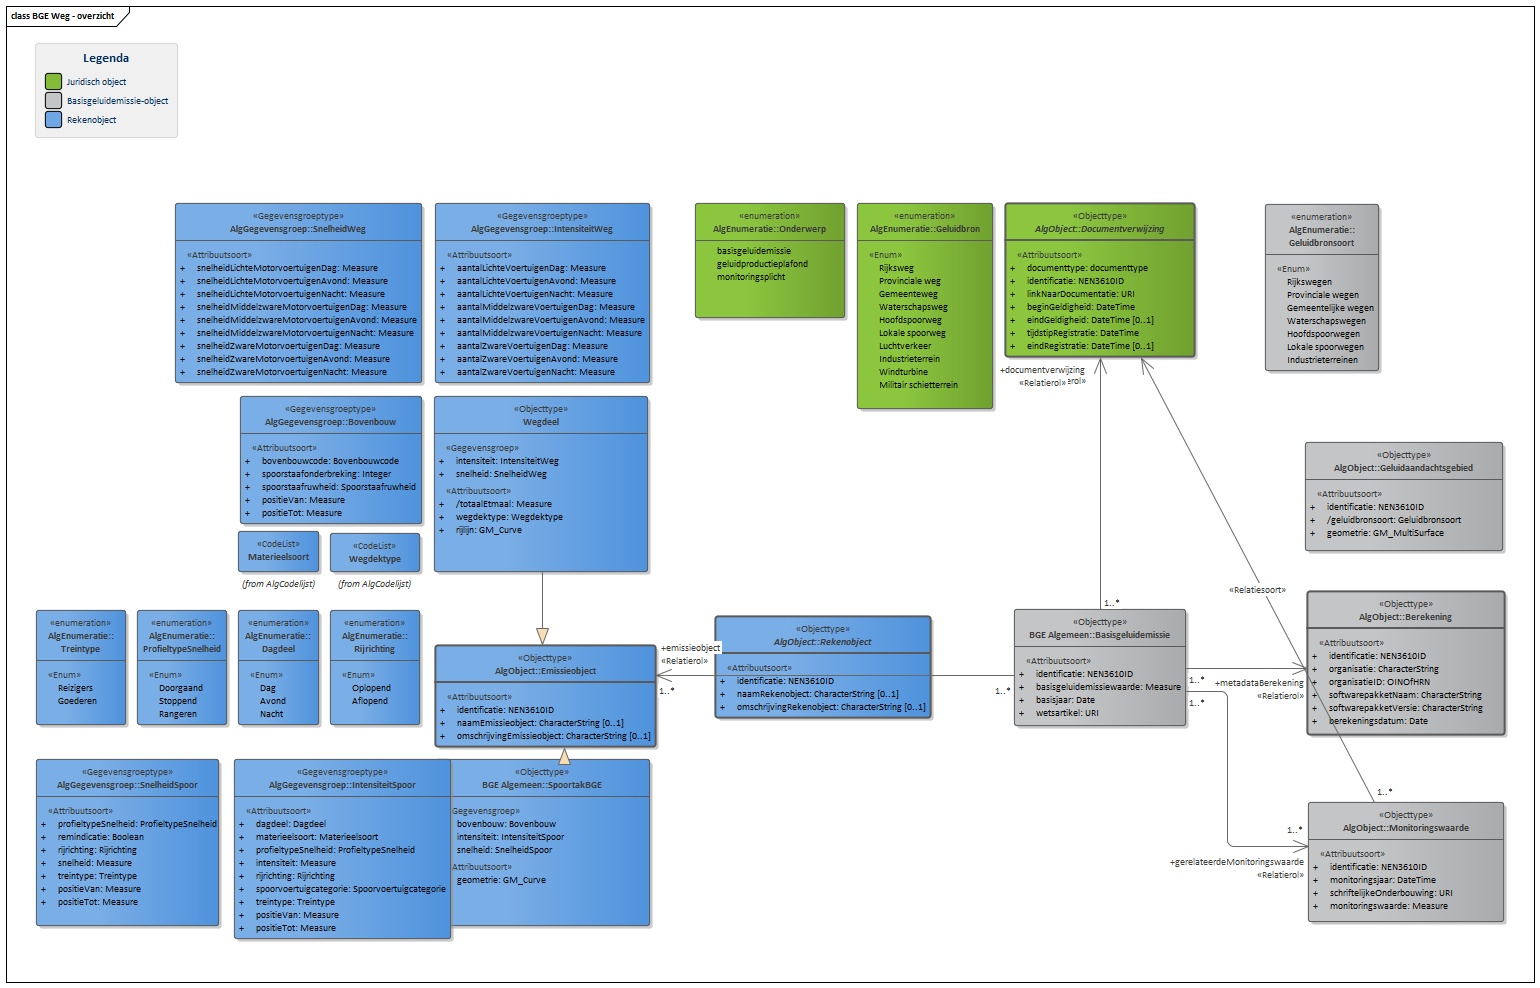 class BGE Weg - overzicht
Legenda
Juridisch object
Basisgeluidemissie-object
Rekenobject
«Gegevensgroeptype»
AlgGegevensgroep::SnelheidWeg
«Attribuutsoort»
+ snelheidLichteMotorvoertuigenDag: Measure
+ snelheidLichteMotorvoertuigenAvond: Measure
+ snelheidLichteMotorvoertuigenNacht: Measure
+ snelheidMiddelzwareMotorvoertuigenDag: Measure
+ snelheidMiddelzwareMotorvoertuigenAvond: Measure
+ snelheidMiddelzwareMotorvoertuigenNacht: Measure
+ snelheidZwareMotorvoertuigenDag: Measure
+ snelheidZwareMotorvoertuigenAvond: Measure
+ snelheidZwareMotorvoertuigenNacht: Measure
«Gegevensgroeptype»
AlgGegevensgroep::IntensiteitWeg
«Attribuutsoort»
+ aantalLichteVoertuigenDag: Measure
+ aantalLichteVoertuigenAvond: Measure
+ aantalLichteVoertuigenNacht: Measure
+ aantalMiddelzwareVoertuigenDag: Measure
+ aantalMiddelzwareVoertuigenAvond: Measure
+ aantalMiddelzwareVoertuigenNacht: Measure
+ aantalZwareVoertuigenDag: Measure
+ aantalZwareVoertuigenAvond: Measure
+ aantalZwareVoertuigenNacht: Measure
«enumeration»
AlgEnumeratie::Onderwerp
basisgeluidemissie
geluidproductieplafond
monitoringsplicht
«enumeration»
AlgEnumeratie::Geluidbron
«Enum»
Rijksweg
Provinciale weg
Gemeenteweg
Waterschapsweg
Hoofdspoorweg
Lokale spoorweg
Luchtverkeer
Industrieterrein
Windturbine
Militair schietterrein
«Objecttype»
AlgObject::Documentverwijzing
«Attribuutsoort»
+ documenttype: documenttype
+ identificatie: NEN3610ID
+ linkNaarDocumentatie: URI
+ beginGeldigheid: DateTime
+ eindGeldigheid: DateTime [0..1]
+ tijdstipRegistratie: DateTime
+ eindRegistratie: DateTime [0..1]
«enumeration»
AlgEnumeratie::
Geluidbronsoort
«Enum»
Rijkswegen
Provinciale wegen
Gemeentelijke wegen
Waterschapswegen
Hoofdspoorwegen
Lokale spoorwegen
Industrieterreinen
+documentverwijzing
«Relatierol»
erol»
«Gegevensgroeptype»
AlgGegevensgroep::Bovenbouw
«Attribuutsoort»
+ bovenbouwcode: Bovenbouwcode
+ spoorstaafonderbreking: Integer
+ spoorstaafruwheid: Spoorstaafruwheid
+ positieVan: Measure
+ positieTot: Measure
«Objecttype»
Wegdeel
«Gegevensgroep»
+ intensiteit: IntensiteitWeg
+ snelheid: SnelheidWeg
«Attribuutsoort»
+ /totaalEtmaal: Measure
+ wegdektype: Wegdektype
+ rijlijn: GM_Curve
«CodeList»
Materieelsoort
(from AlgCodelijst)
«CodeList»
Wegdektype
(from AlgCodelijst)
«Objecttype»
AlgObject::Geluidaandachtsgebied
«Attribuutsoort»
+ identificatie: NEN3610ID
+ /geluidbronsoort: Geluidbronsoort
+ geometrie: GM_MultiSurface
«Relatiesoort»
«enumeration»
AlgEnumeratie::
Treintype
«Enum»
Reizigers
Goederen
«enumeration»
AlgEnumeratie::
ProfieltypeSnelheid
«Enum»
Doorgaand
Stoppend
Rangeren
«enumeration»
AlgEnumeratie::
Dagdeel
«Enum»
Dag
Avond
Nacht
«enumeration»
AlgEnumeratie::
Rijrichting
«Enum»
Oplopend
Aflopend
«Objecttype»
AlgObject::Emissieobject
«Attribuutsoort»
+ identificatie: NEN3610ID
+ naamEmissieobject: CharacterString [0..1]
+ omschrijvingEmissieobject: CharacterString [0..1]
+emissieobject
«Relatierol»
1..*
«Objecttype»
AlgObject::Rekenobject
«Attribuutsoort»
+ identificatie: NEN3610ID
+ naamRekenobject: CharacterString [0..1]
+ omschrijvingRekenobject: CharacterString [0..1]
1..*
1..*
«Objecttype»
BGE Algemeen::Basisgeluidemissie
«Attribuutsoort»
+ identificatie: NEN3610ID
+ basisgeluidemissiewaarde: Measure
+ basisjaar: Date
+ wetsartikel: URI
1..*
+metadataBerekening
«Relatierol»
1..*
«Objecttype»
AlgObject::Berekening
«Attribuutsoort»
+ identificatie: NEN3610ID
+ organisatie: CharacterString
+ organisatieID: OINOfHRN
+ softwarepakketNaam: CharacterString
+ softwarepakketVersie: CharacterString
+ berekeningsdatum: Date
«Gegevensgroeptype»
AlgGegevensgroep::SnelheidSpoor
«Attribuutsoort»
+ profieltypeSnelheid: ProfieltypeSnelheid
+ remindicatie: Boolean
+ rijrichting: Rijrichting
+ snelheid: Measure
+ treintype: Treintype
+ positieVan: Measure
+ positieTot: Measure
«Gegevensgroeptype»
AlgGegevensgroep::IntensiteitSpoor
«Attribuutsoort»
+ dagdeel: Dagdeel
+ materieelsoort: Materieelsoort
+ profieltypeSnelheid: ProfieltypeSnelheid
+ intensiteit: Measure
+ rijrichting: Rijrichting
+ spoorvoertuigcategorie: Spoorvoertuigcategorie
+ treintype: Treintype
+ positieVan: Measure
+ positieTot: Measure
«Objecttype»
BGE Algemeen::SpoortakBGE
Gegevensgroep»
bovenbouw: Bovenbouw
intensiteit: IntensiteitSpoor
snelheid: SnelheidSpoor
Attribuutsoort»
geometrie: GM_Curve
1..*
1..*
+gerelateerdeMonitoringswaarde
«Relatierol»
«Objecttype»
AlgObject::Monitoringswaarde
«Attribuutsoort»
+ identificatie: NEN3610ID
+ monitoringsjaar: DateTime
+ schriftelijkeOnderbouwing: URI
+ monitoringswaarde: Measure